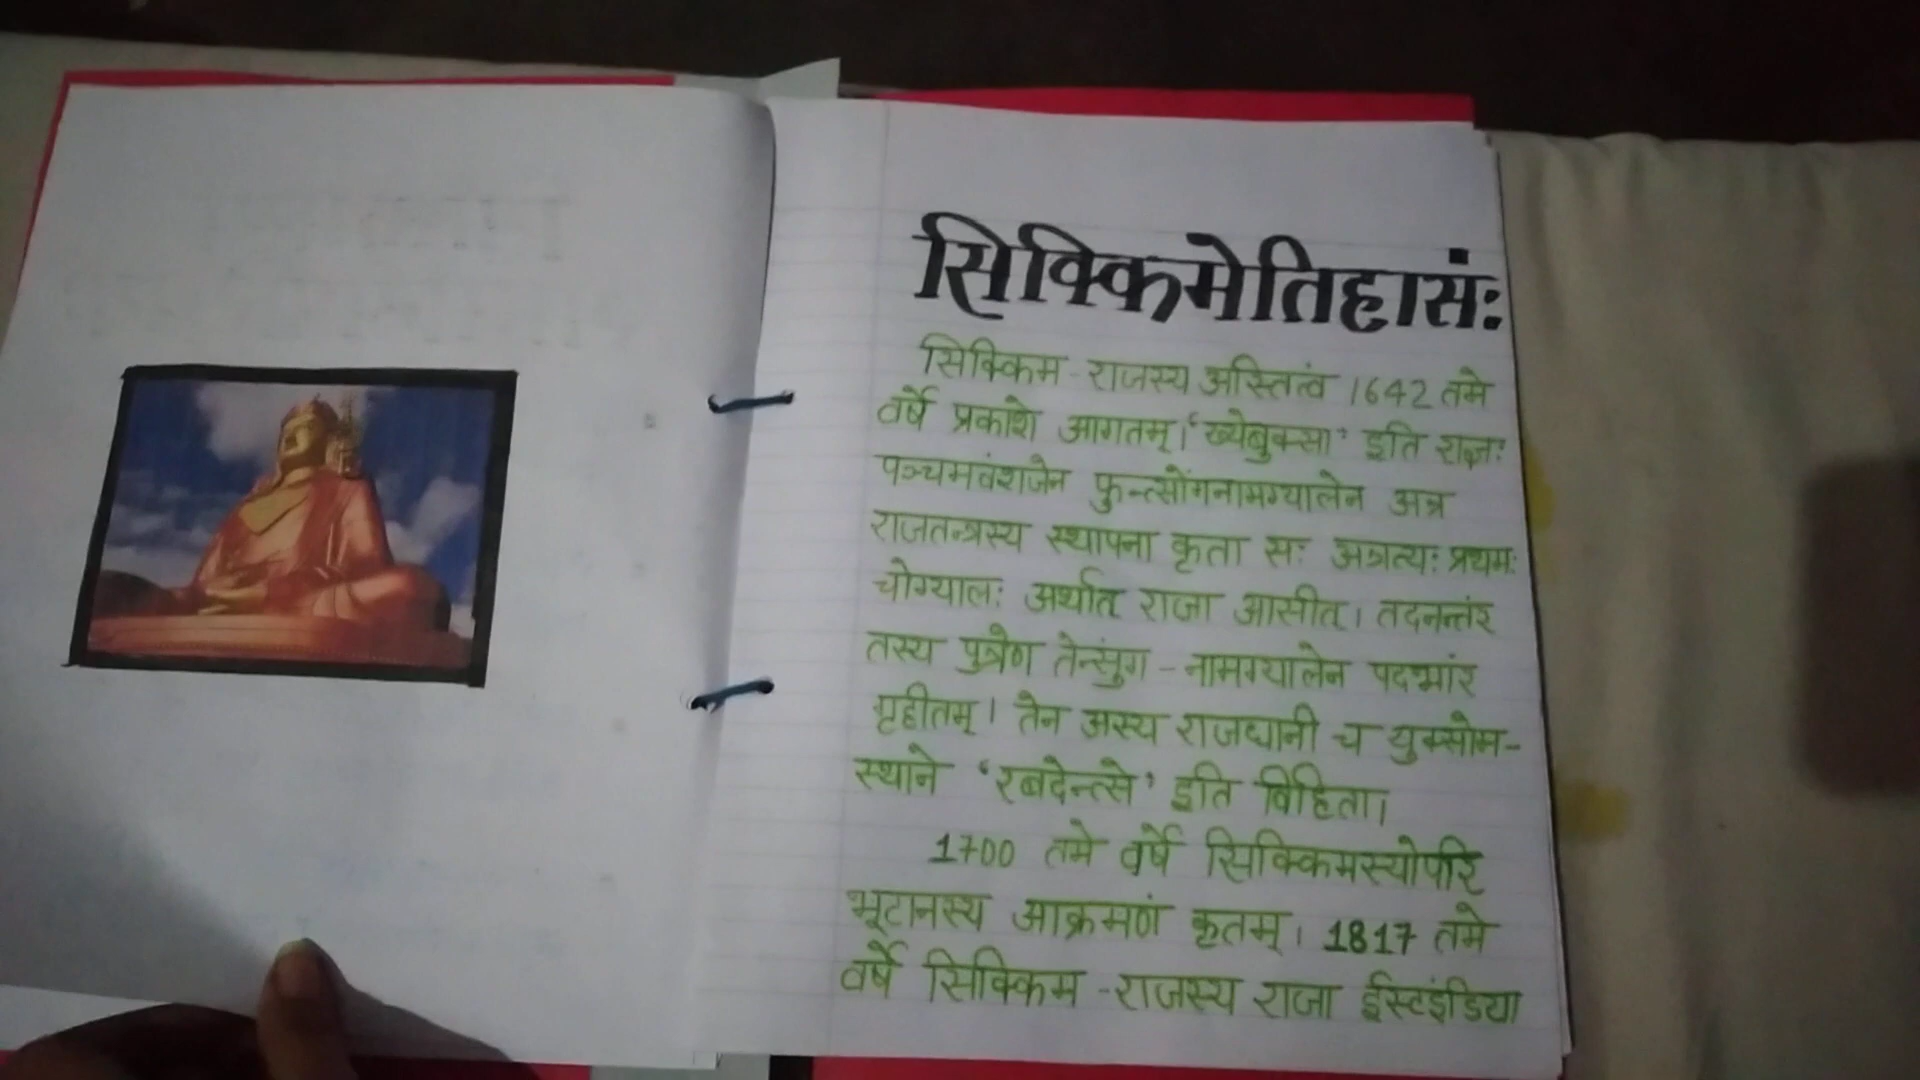 सिक्किमेतिहासंः
सिक्किम - राजस्य अस्तित्वं 1642 तमे
वर्षे प्रकाशे आगतम्। 'ख्येबुक्सा' इति राज्ञः
पञ्चमवंशजेन फुन्त्सोंगनामग्यालेन अत्र
राजतन्त्रस्य स्थापना कृता सः अत्रत्यः प्रथमः
चोग्यालः अर्थात् राजा आसीत्। तदनन्तंर
तस्य पुत्रेण तेन्सुंग - नामग्यालेन पदभांर
गृहीतम्। तेन अस्य राजधानी च युक्सोम-
स्थाने 'रबदेन्त्से' इति विहिता।
1700 तमे वर्षे सिक्किमस्योपरि
भूटानस्य आक्रमणं कृतम्। 1817 तमे
वर्षे सिक्किम - राजस्य राजा ईस्टइंडिया